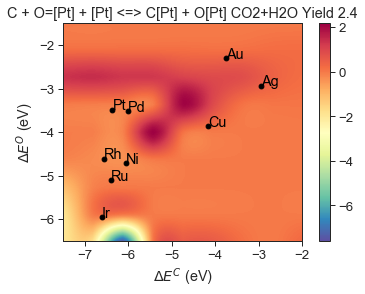 C + O=[Pt] + [Pt] <=> C[Pt] + O[Pt] CO2+H2O Yield 2.4
−2
−3
−4
−5
−6
ΔE^O (eV)
Au
Ag
Pt
Pd
Cu
Rh
Ni
Ru
Ir
−7
−6
−5
−4
−3
−2
ΔE^C (eV)
2
0
−2
−4
−6